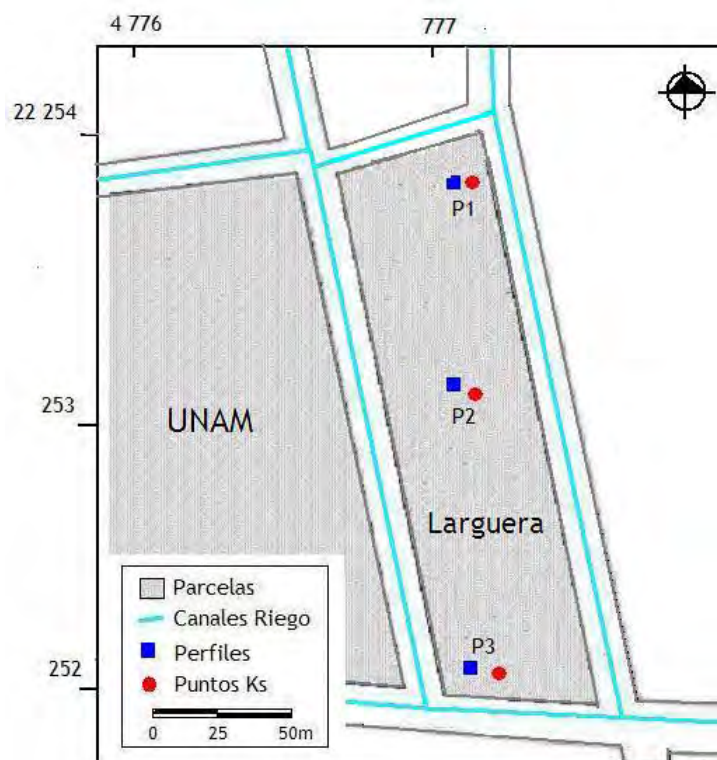 4 776
777
22 254
P1
253
P2
UNAM
Larguera
P3
252
Parcelas
Canales Riego
Perfiles
Puntos Ks
0 25 50m